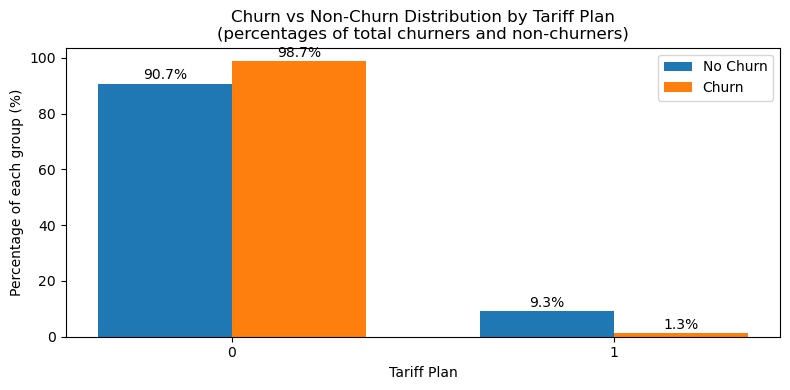 Churn vs Non-Churn Distribution by Tariff Plan
(percentages of total churners and non-churners)
Percentage of each group (%)
100
80
60
40
20
0
90.7%
98.7%
9.3%
1.3%
No Churn
Churn
0
1
Tariff Plan